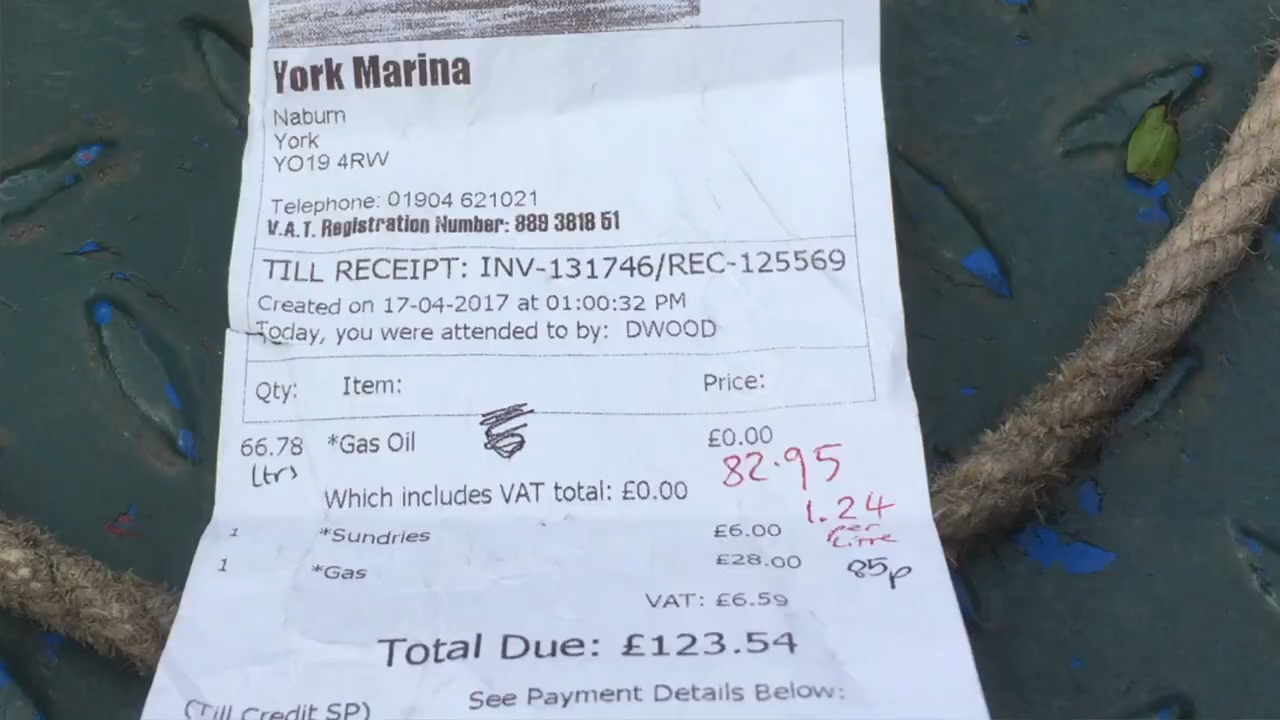 York Marina
Naburn
York
YO19 4RW
Telephone: 01904 621021
V.A.T. Registration Number: 889 3818 51
TILL RECEIPT: INV-131746/REC-125569
Created on 17-04-2017 at 01:00:32 PM
Today, you were attended to by: DWOOD
Qty: Item: Price:
66.78 *Gas Oil £0.00
Ltrs 82.95
Which includes VAT total: £0.00
1.24
per
Litre
1 *Sundries £6.00
1 *Gas £28.00 85p
VAT: £6.59
Total Due: £123.54
See Payment Details Below:
(Till Credit SP)